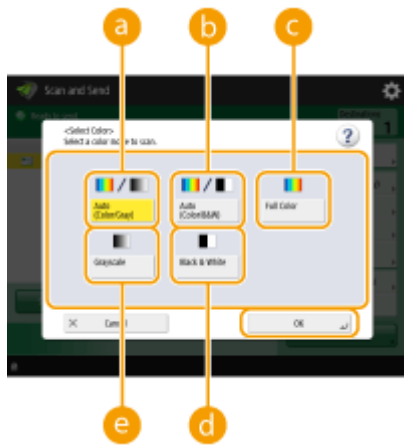 a b c
Scan and Send
<Select Color>
Select a color mode to scan.
?
1
Auto
(Color/Gray)
Auto
(Color/B&W)
Full Color
Grayscale
Black & White
Cancel
OK
e d